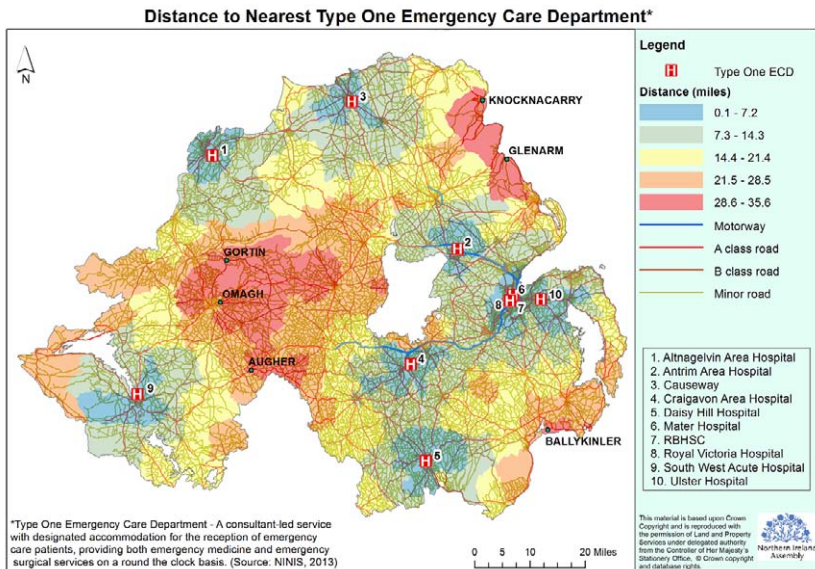 Distance to Nearest Type One Emergency Care Department*
N
1
3
KNOCKNACARRY
GLENARM
2
GORTIN
OMAGH
8
6
7
10
AUGHER
4
9
BALLYKINLER
5
*Type One Emergency Care Department - A consultant-led service
with designated accommodation for the reception of emergency
care patients, providing both emergency medicine and emergency
surgical services on a round the clock basis. (Source: NINIS, 2013)
0 10 20 Miles
Legend
H Type One ECD
Distance (miles)
0.1 - 7.2
7.3 - 14.3
14.4 - 21.4
21.5 - 28.5
28.6 - 35.6
Motorway
A class road
B class road
Minor road
1. Altnagelvin Area Hospital
2. Antrim Area Hospital
3. Causeway
4. Craigavon Area Hospital
5. Daisy Hill Hospital
6. Mater Hospital
7. RBHSC
8. Royal Victoria Hospital
9. South West Acute Hospital
10. Ulster Hospital
This material is based upon Crown
Copyright and is reproduced with
the permission of Land and Property
Services under delegated authority
from the Controller of Her Majesty's
Stationery Office, © Crown copyright
and database rights.
Northern Ireland
Assembly